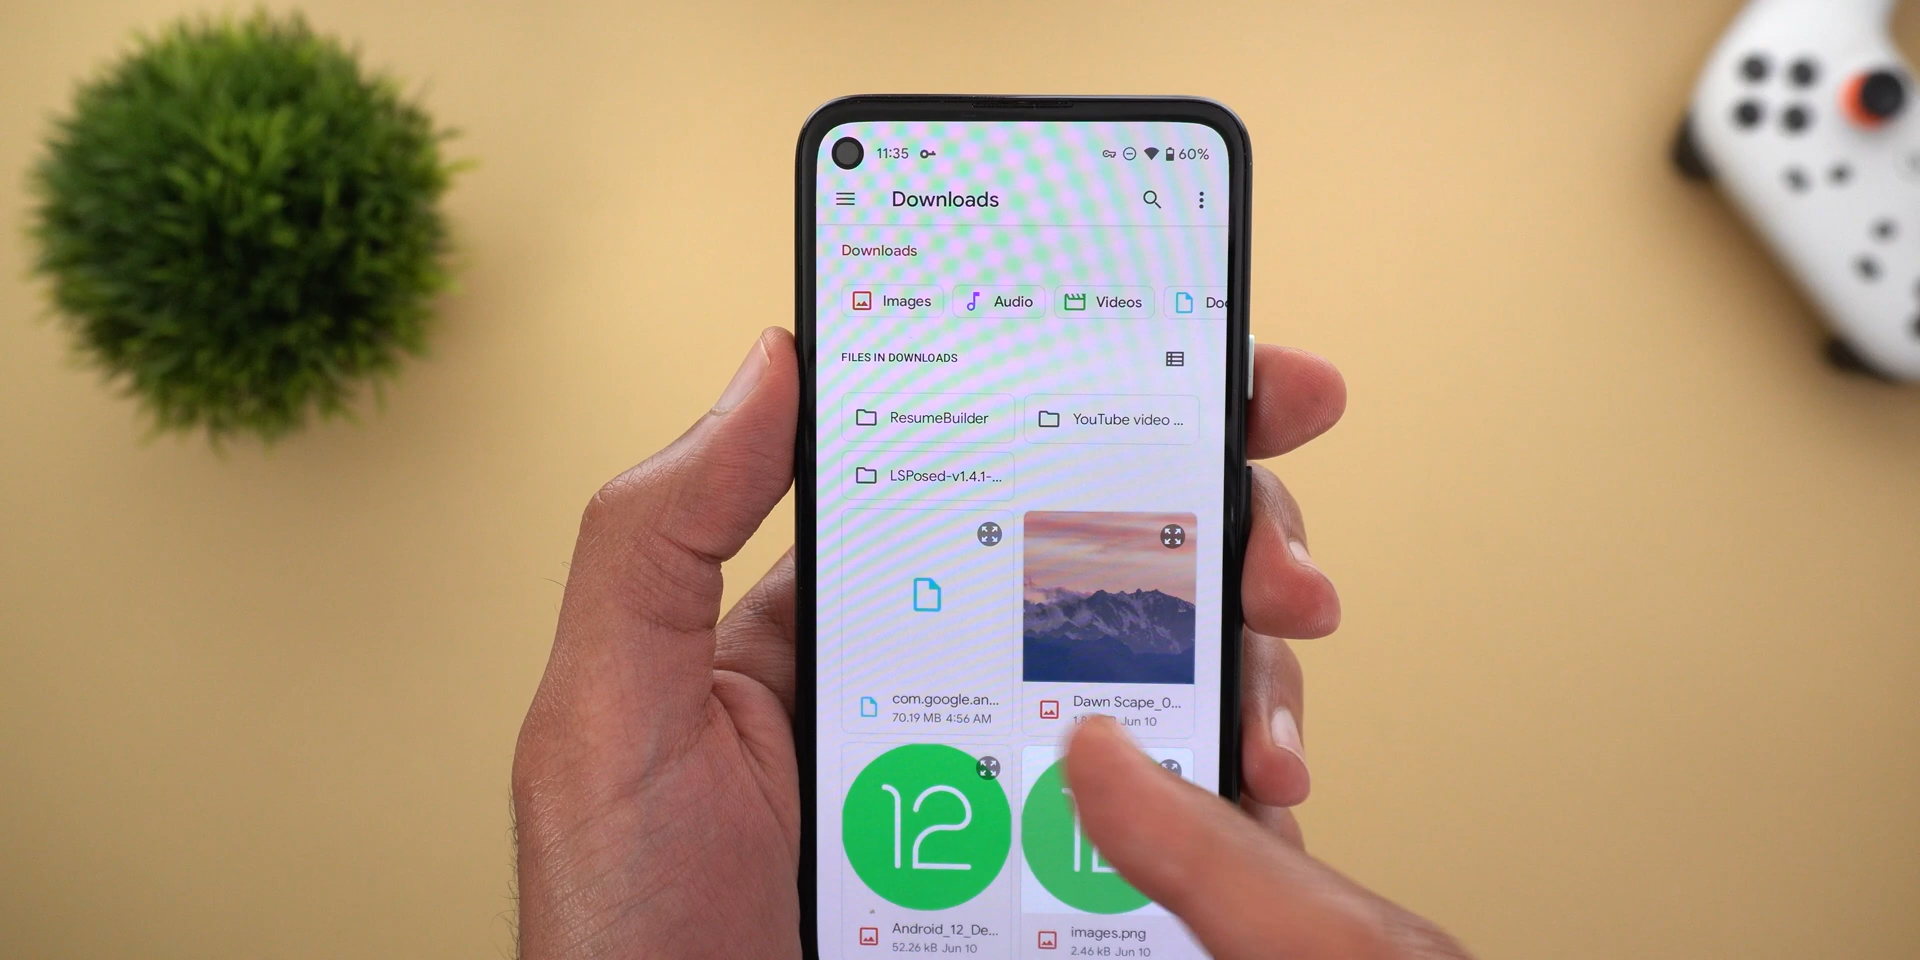 11:35 60%
Downloads
Downloads
Images Audio Videos Doc
FILES IN DOWNLOADS
ResumeBuilder YouTube video ...
LSPosed-v1.4.1-...
com.google.an... Dawn Scape_0...
70.19 MB 4:56 AM Jun 10
12
Android_12_De... images.png
52.26 kB Jun 10 2.46 kB Jun 10